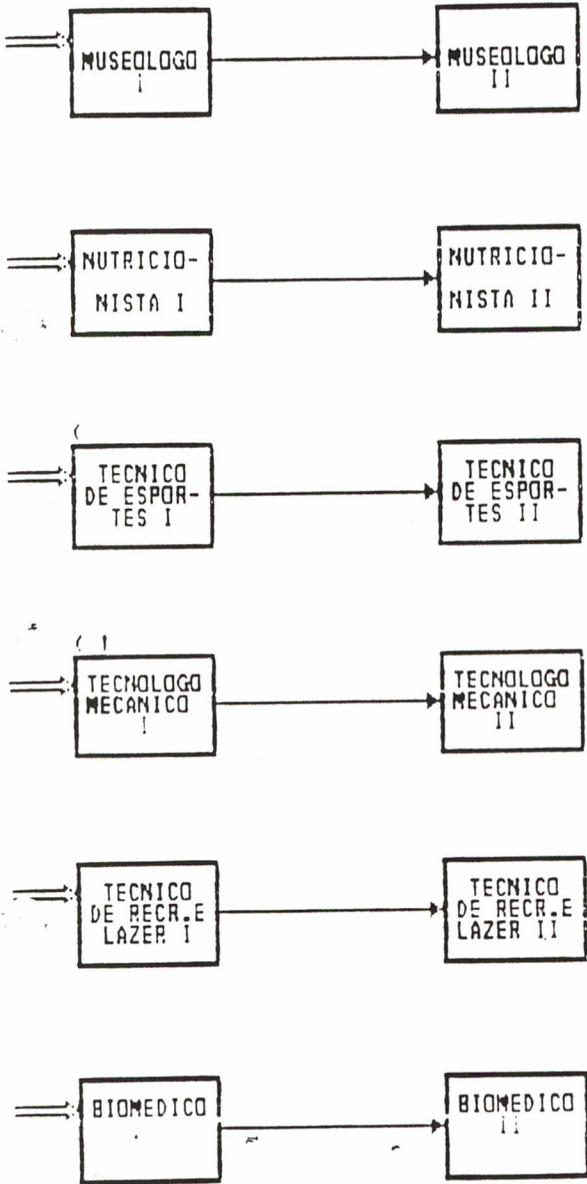 MUSEOLOGO
I
MUSEOLOGO
II
NUTRICIO-
NISTA I
NUTRICIO-
NISTA II
TECNICO
DE ESPOR-
TES I
TECNICO
DE ESPOR-
TES II
TECNOLOGO
MECANICO
I
TECNOLOGO
MECANICO
II
TECNICO
DE RECR.E
LAZER I
TECNICO
DE RECR.E
LAZER II
BIOMEDICO
BIOMEDICO
II